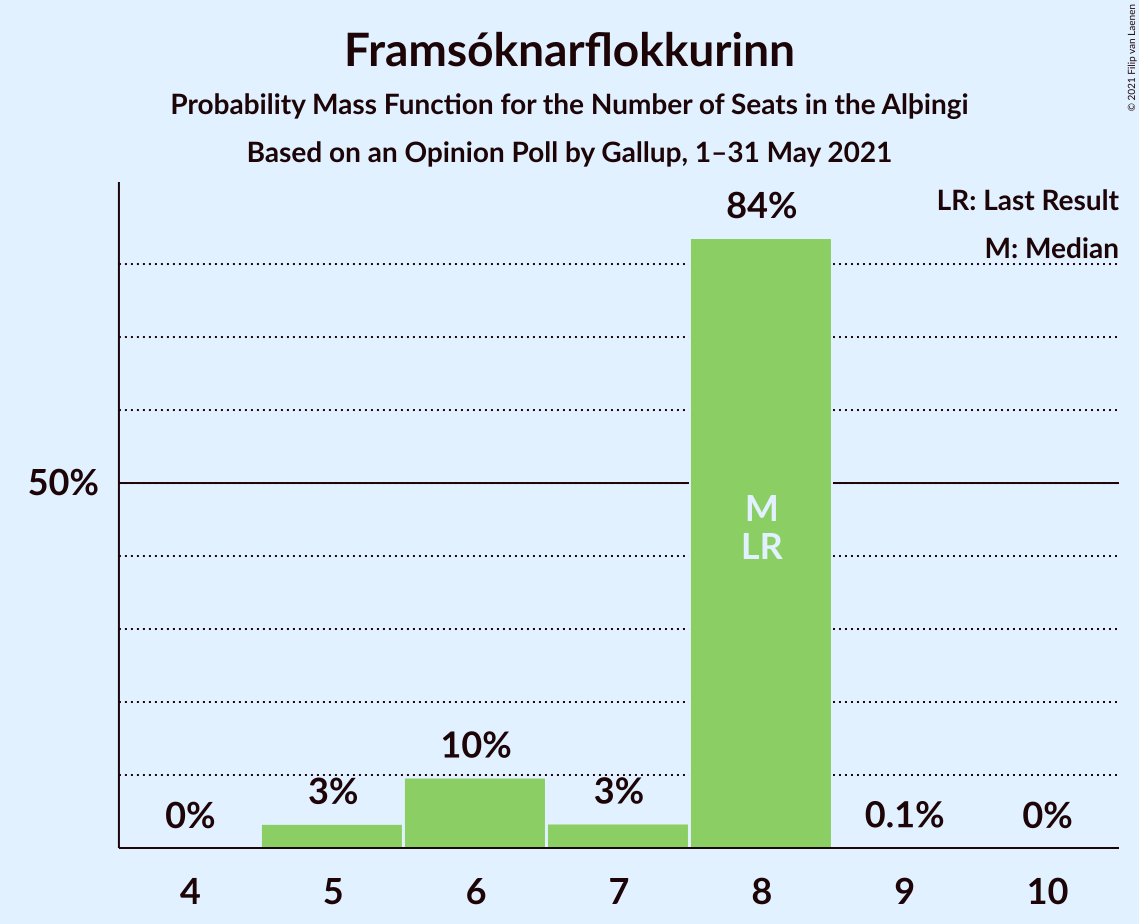 Framsóknarflokkurinn
Probability Mass Function for the Number of Seats in the Alþingi
Based on an Opinion Poll by Gallup, 1–31 May 2021
© 2021 Filip van Laenen
LR: Last Result
M: Median
84%
50%
M
LR
10%
3%
3%
0%
0.1%
0%
4
5
6
7
8
9
10